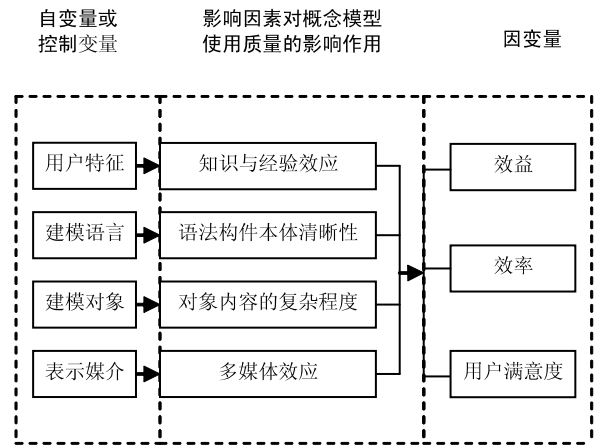 自变量或
控制变量
影响因素对概念模型
使用质量的影响作用
因变量
用户特征
知识与经验效应
效益
建模语言
语法构件本体清晰性
效率
建模对象
对象内容的复杂程度
表示媒介
多媒体效应
用户满意度